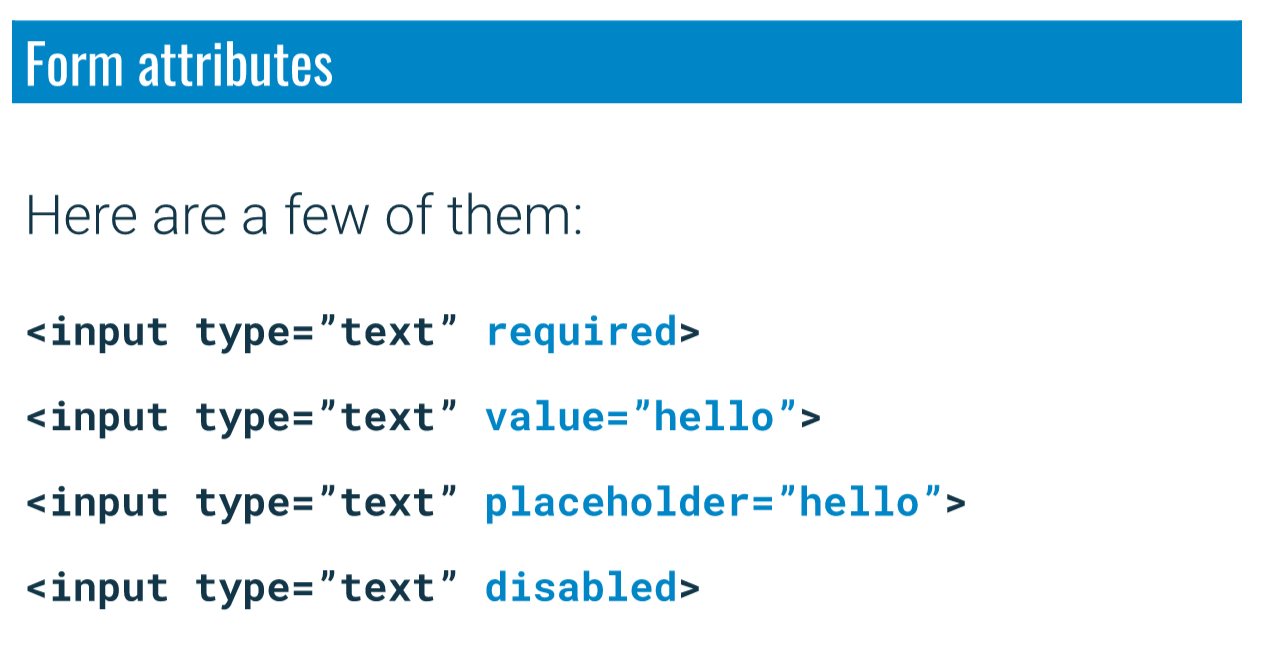 Form attributes
Here are a few of them:
<input type=”text” required>
<input type=”text” value=”hello”>
<input type=”text” placeholder=”hello”>
<input type=”text” disabled>